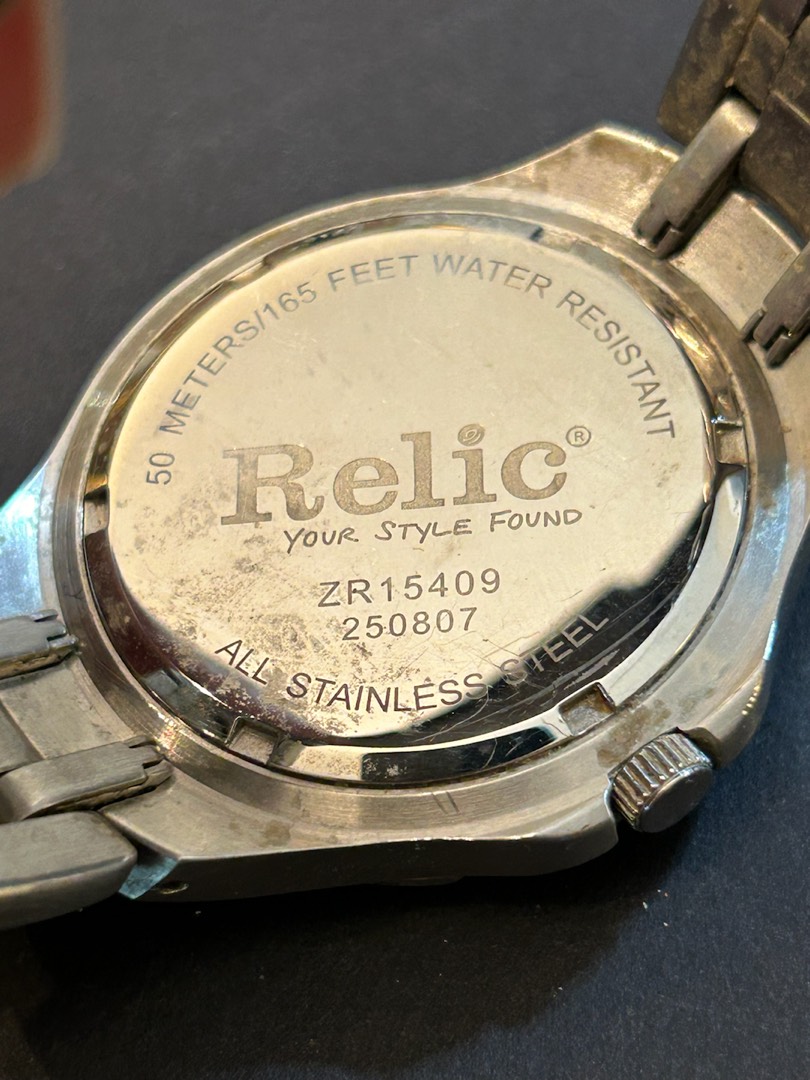 50 METERS/165 FEET WATER RESISTANT
Relic®
YOUR STYLE FOUND
ZR15409
250807
ALL STAINLESS STEEL